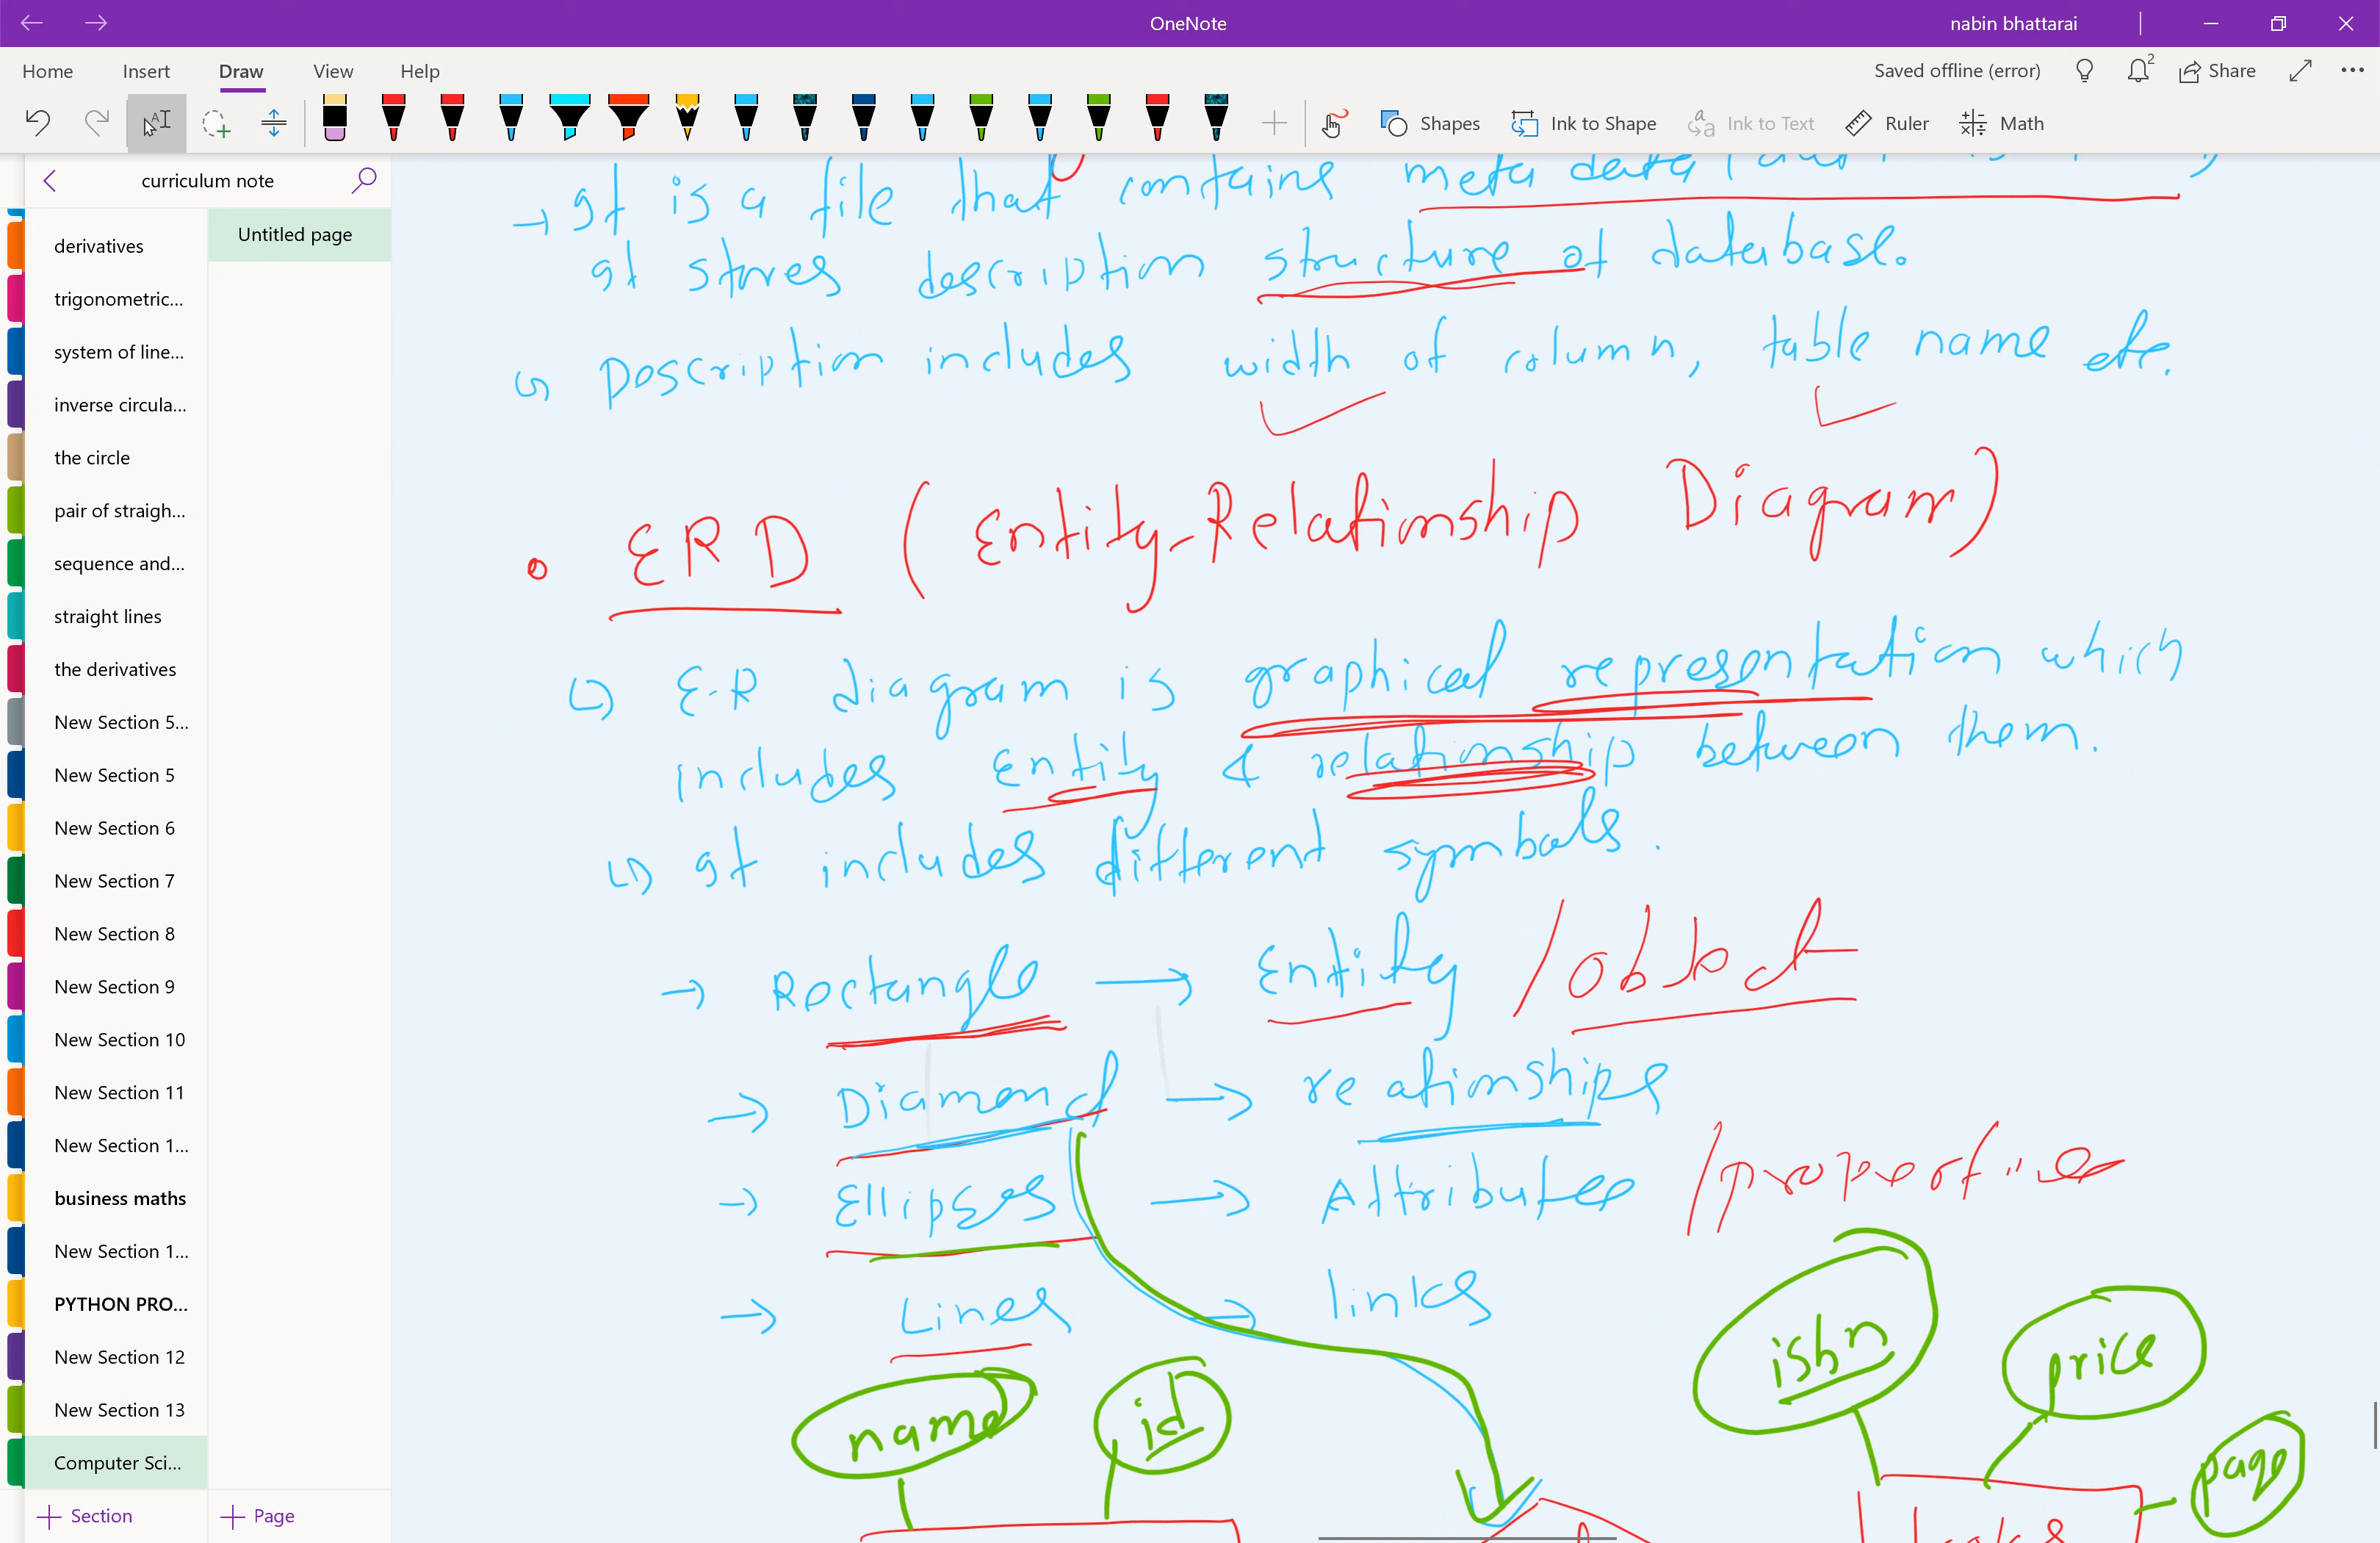 OneNote
nabin bhattarai
Home Insert Draw View Help
Saved offline (error)
2
Share
Shapes
Ink to Shape
Ink to Text
Ruler
Math
curriculum note
derivatives
trigonometric...
system of line...
inverse circula...
the circle
pair of straigh...
sequence and...
straight lines
the derivatives
New Section 5...
New Section 5
New Section 6
New Section 7
New Section 8
New Section 9
New Section 10
New Section 11
New Section 1...
business maths
New Section 1...
PYTHON PRO...
New Section 12
New Section 13
Computer Sci...
Section
Untitled page
Page
→ It is a file that contains meta data (
It stores description structure of database.
↳ Description includes width of column, table name etc.
• ERD (Entity-Relationship Diagram)
↳ E-R diagram is graphical representation which
includes Entity & relationship between them.
↳ It includes different symbols.
→ Rectangle → Entity / object
→ Diamond → relationships
→ Ellipses → Attributes / properties
→ Lines → links
name id isbn price
page